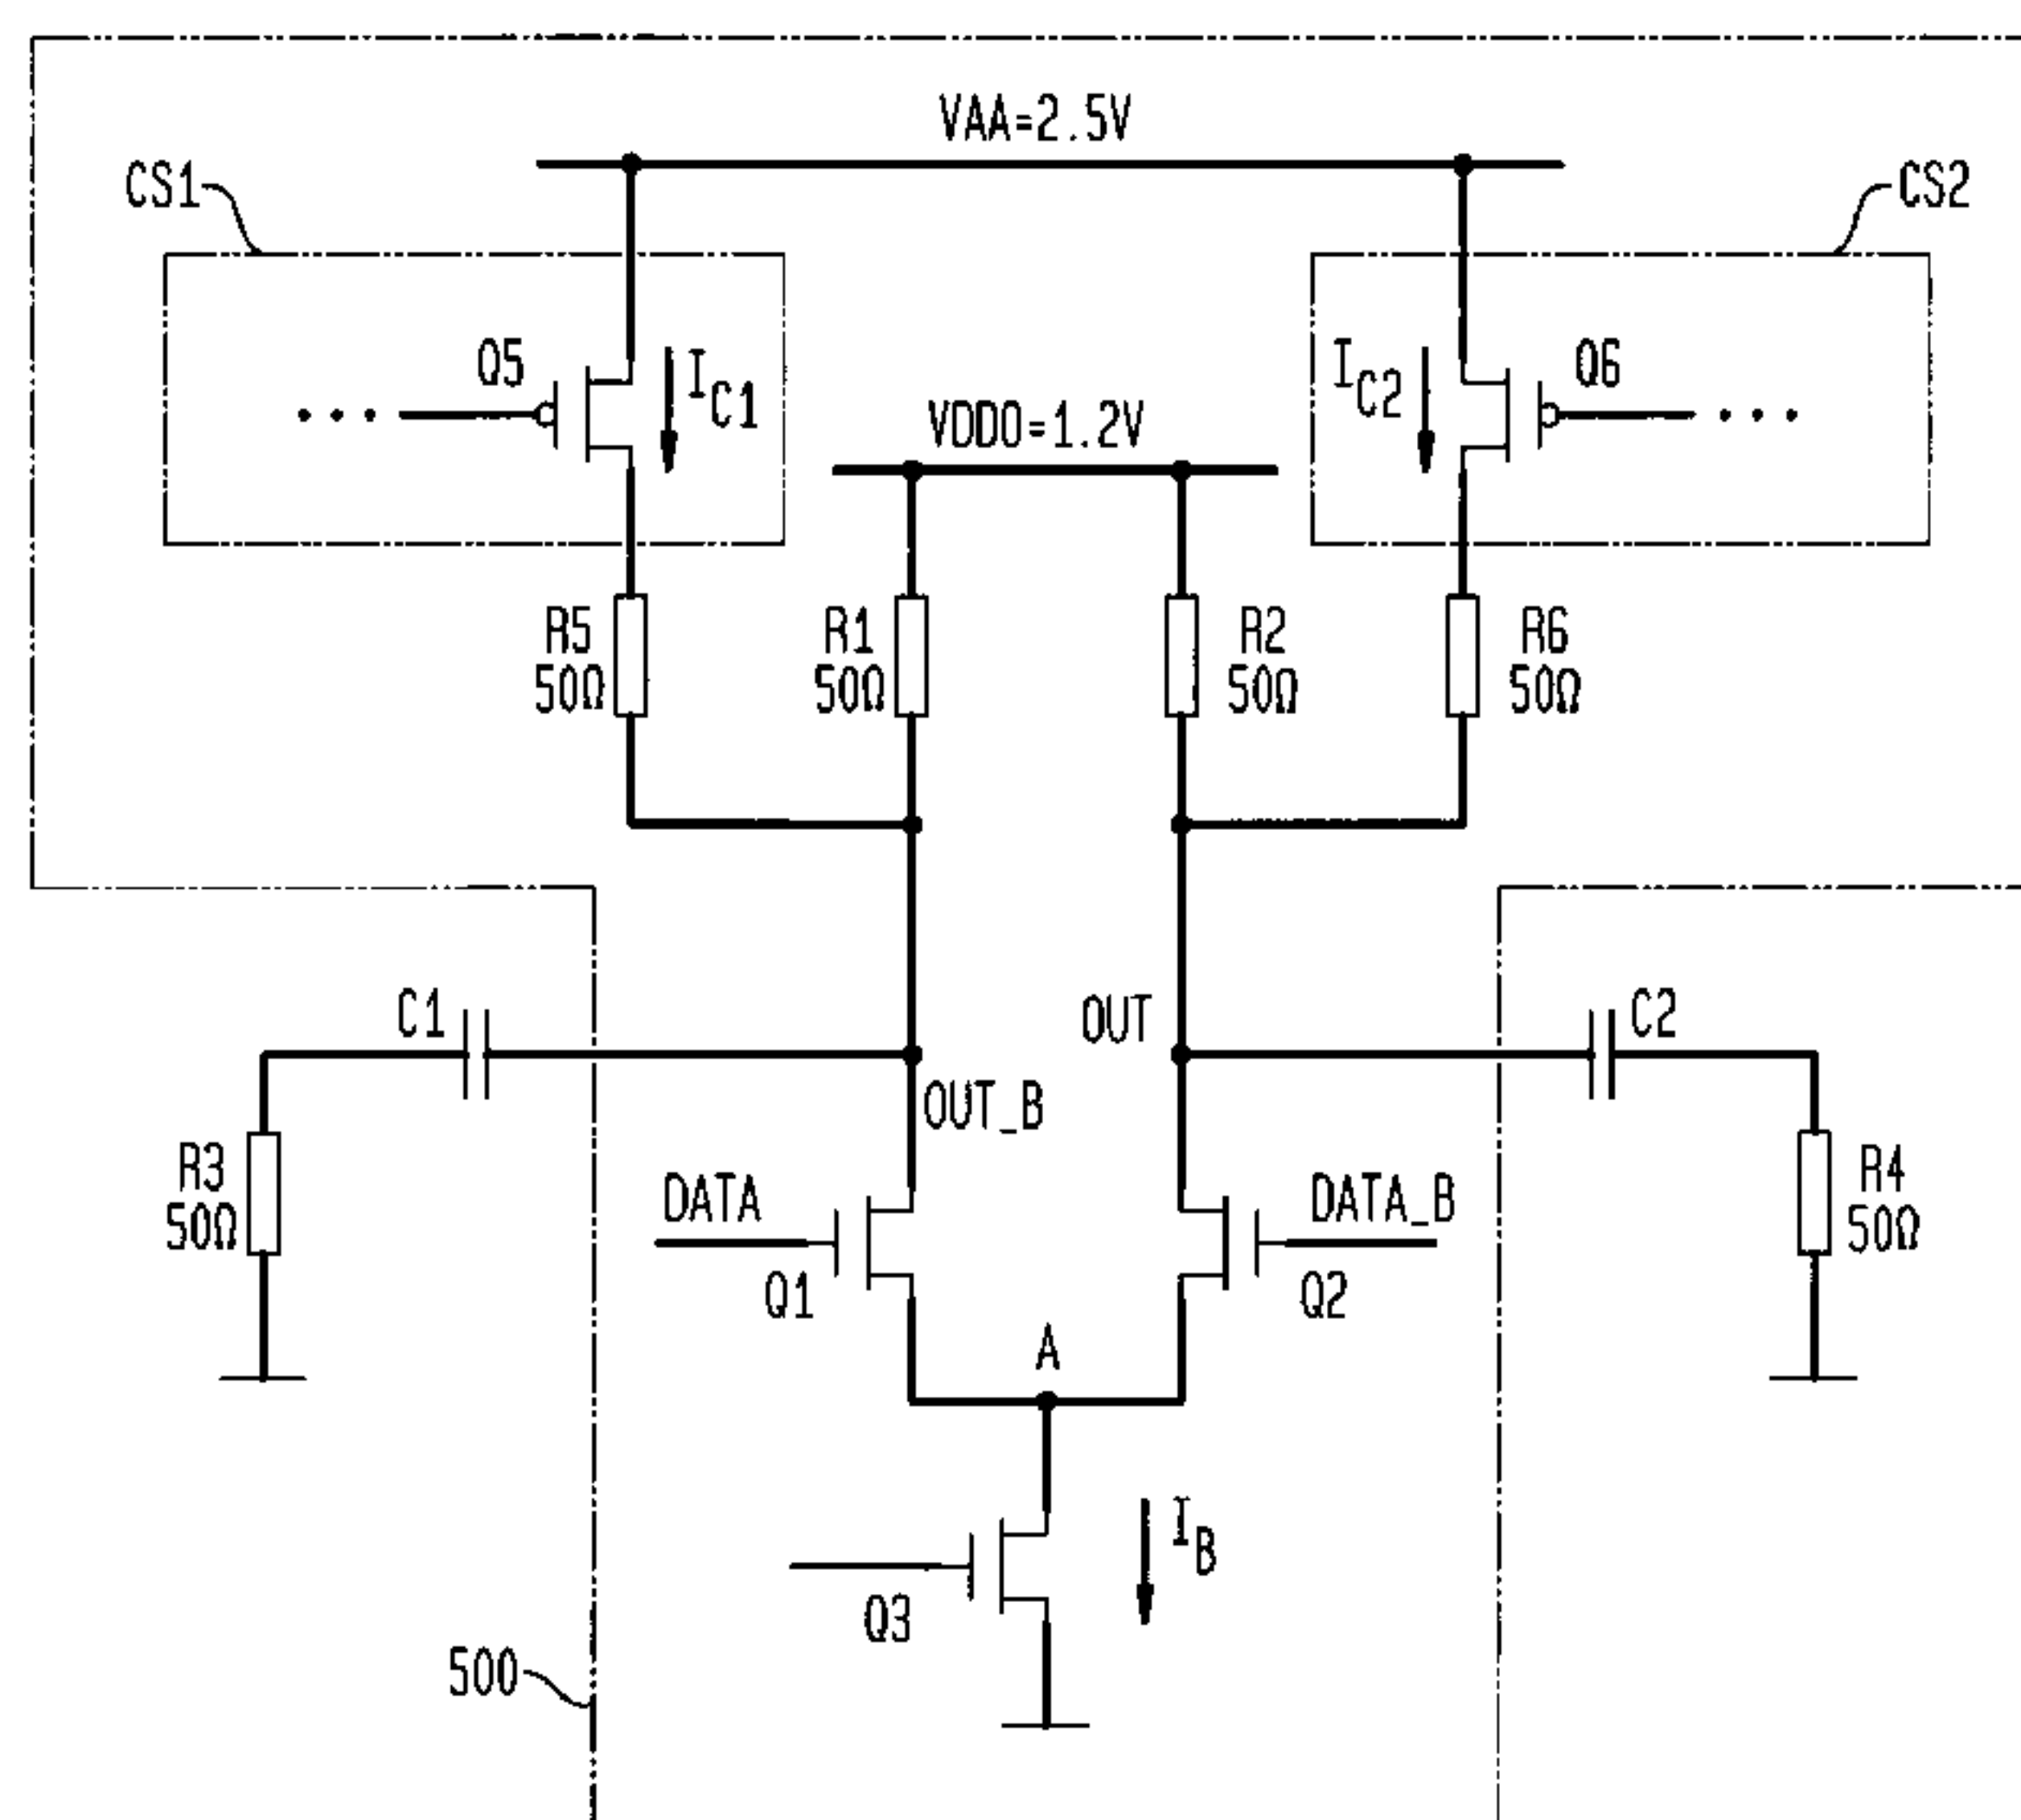 VAA=2.5V
CS1
CS2
Q5
IC1
IC2
Q6
VDDO=1.2V
R5
50Ω
R1
50Ω
R2
50Ω
R6
50Ω
C1
OUT
C2
OUT_B
R3
50Ω
DATA
DATA_B
R4
50Ω
Q1
Q2
A
IB
Q3
500